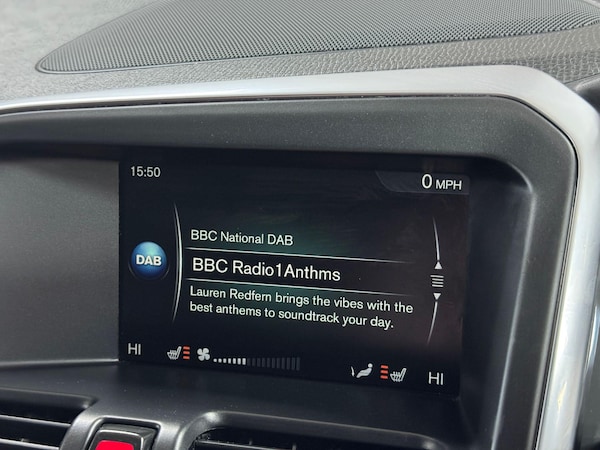 15:50
0 MPH
BBC National DAB
DAB
BBC Radio1Anthms
Lauren Redfern brings the vibes with the
best anthems to soundtrack your day.
HI
HI